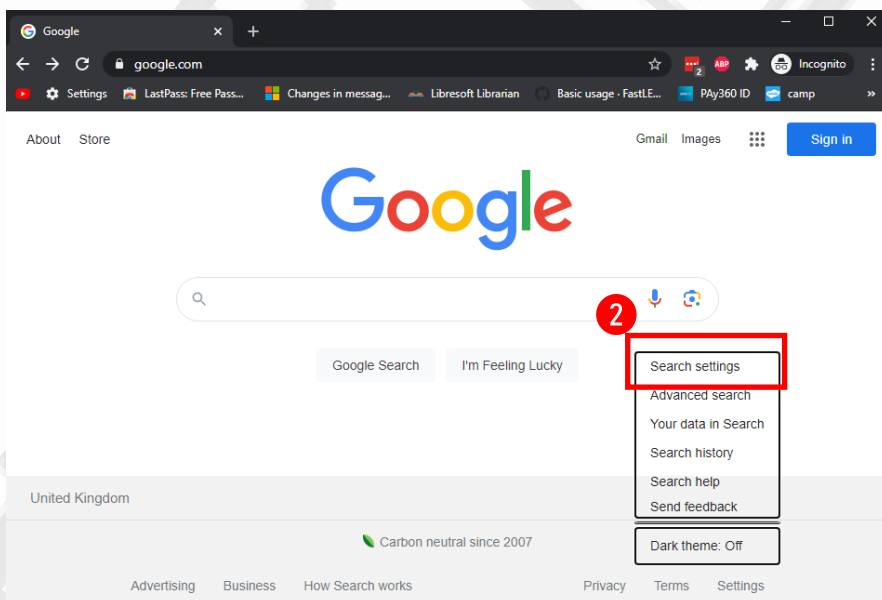 Google
google.com
2
ABP
Incognito
Settings
LastPass: Free Pass...
Changes in messag...
Libresoft Librarian
Basic usage · FastLE...
PAy360 ID
camp
»
About Store
Gmail Images
Sign in
Google
2
Google Search
I'm Feeling Lucky
Search settings
Advanced search
Your data in Search
Search history
Search help
Send feedback
United Kingdom
Carbon neutral since 2007
Dark theme: Off
Advertising Business How Search works
Privacy Terms Settings